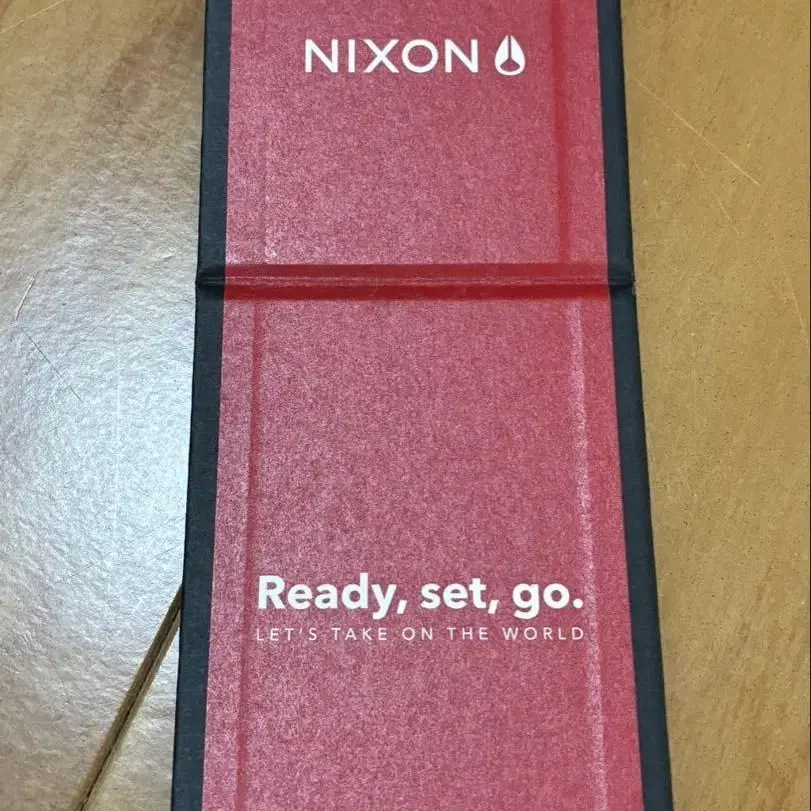 NIXON
Ready, set, go.
LET'S TAKE ON THE WORLD